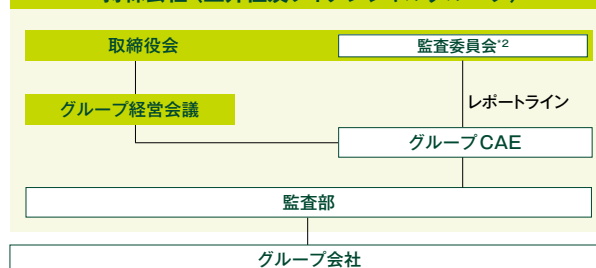 取締役会
監査委員会*2
グループ経営会議
レポートライン
グループCAE
監査部
グループ会社